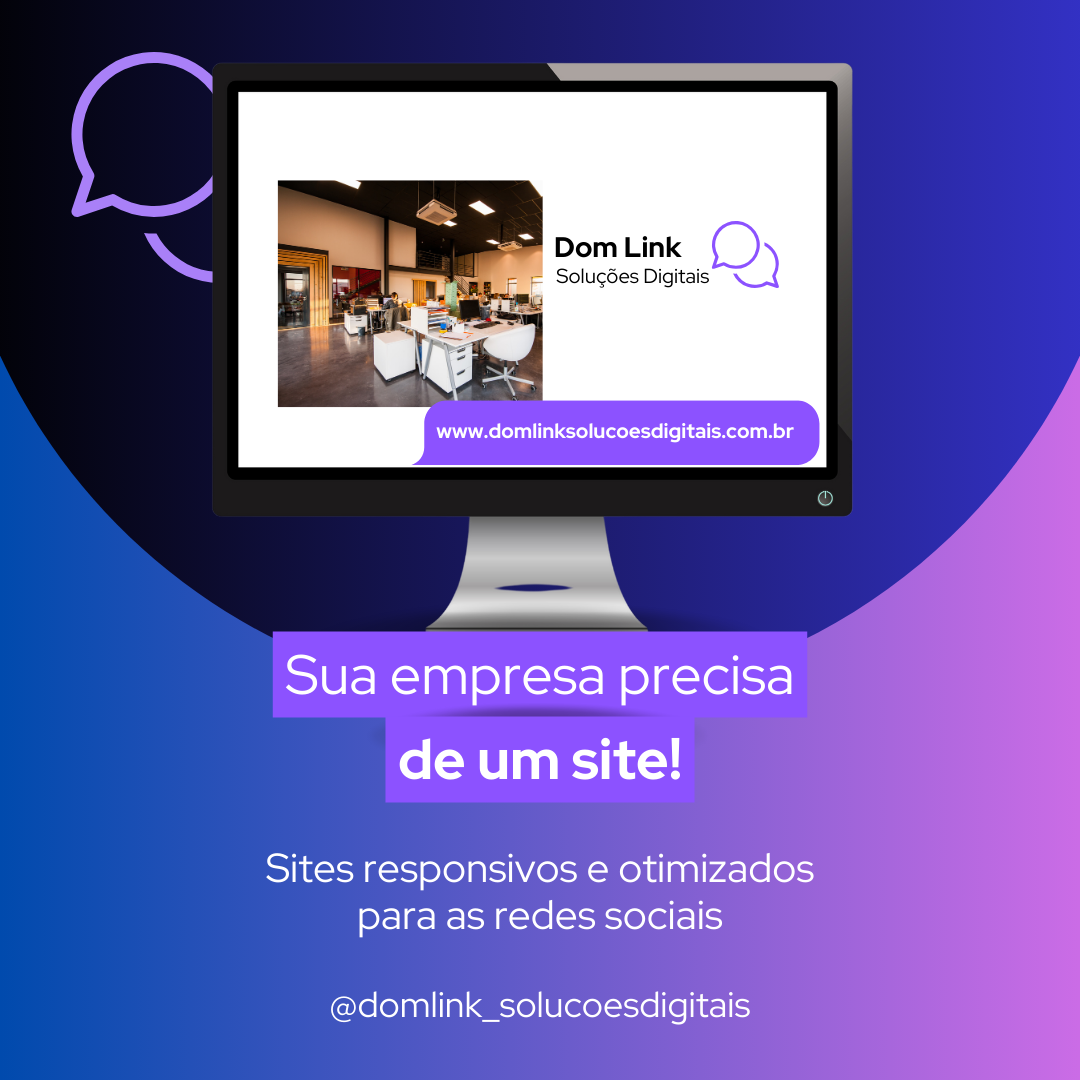 Dom Link
Soluções Digitais
www.domlinksolucoesdigitais.com.br
Sua empresa precisa
de um site!
Sites responsivos e otimizados
para as redes sociais
@domlink_solucoesdigitais